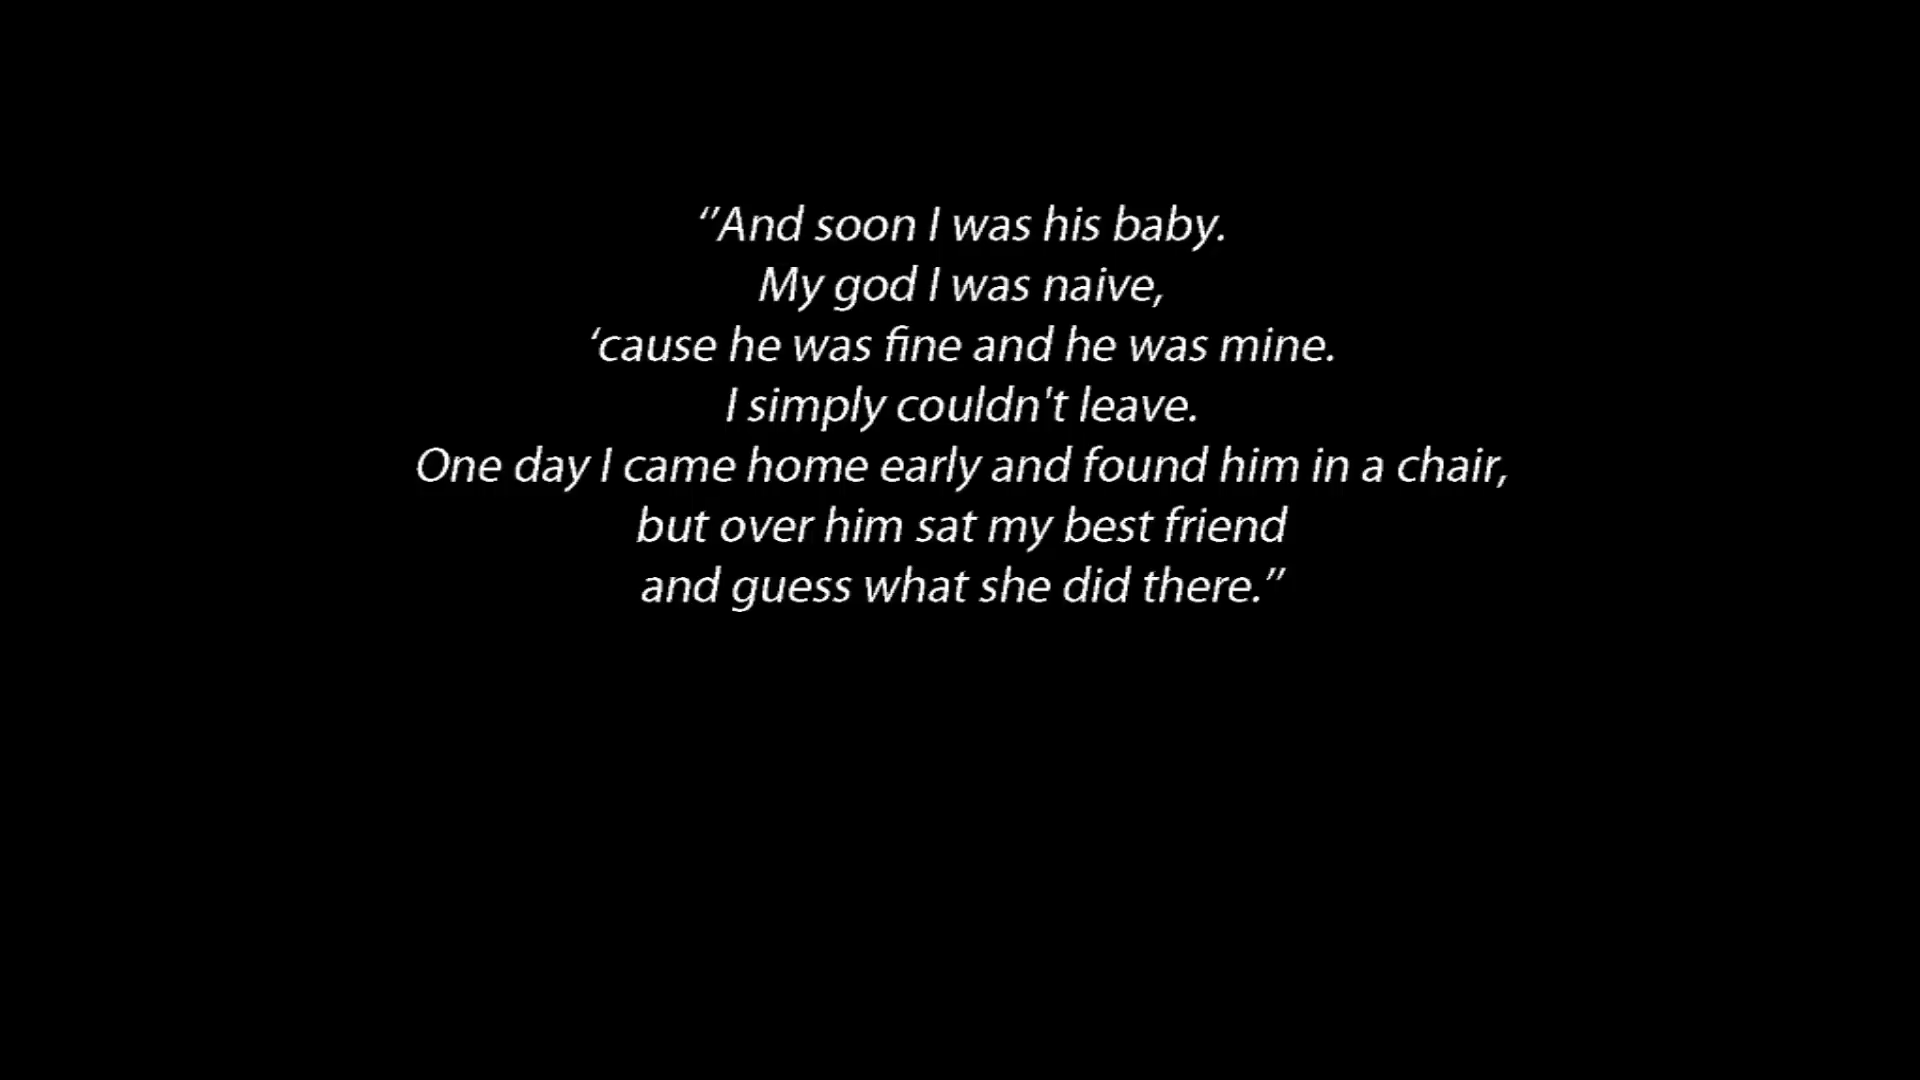 “And soon I was his baby.
My god I was naive,
‘cause he was fine and he was mine.
I simply couldn't leave.
One day I came home early and found him in a chair,
but over him sat my best friend
and guess what she did there.”